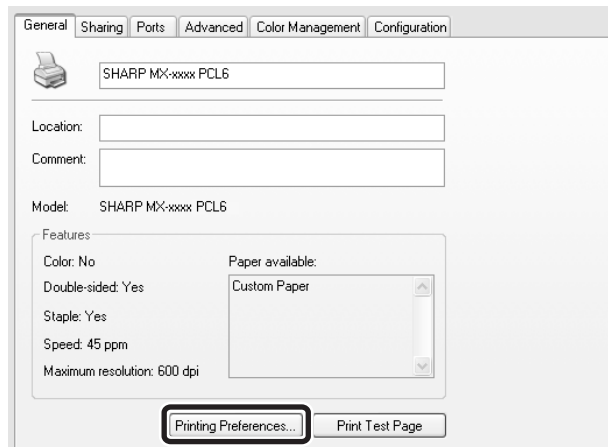 General Sharing Ports Advanced Color Management Configuration
SHARP MX-xxxx PCL6
Location:
Comment:
Model: SHARP MX-xxxx PCL6
Features
Color: No Paper available:
Double-sided: Yes Custom Paper
Staple: Yes
Speed: 45 ppm
Maximum resolution: 600 dpi
Printing Preferences... Print Test Page